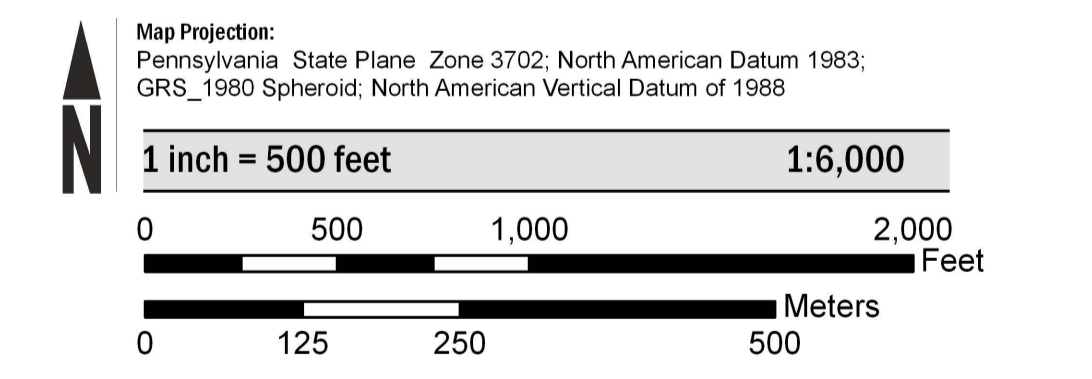 Map Projection:
Pennsylvania State Plane Zone 3702; North American Datum 1983;
GRS_1980 Spheroid; North American Vertical Datum of 1988
N
1 inch = 500 feet 1:6,000
0 500 1,000 2,000
Feet
Meters
0 125 250 500